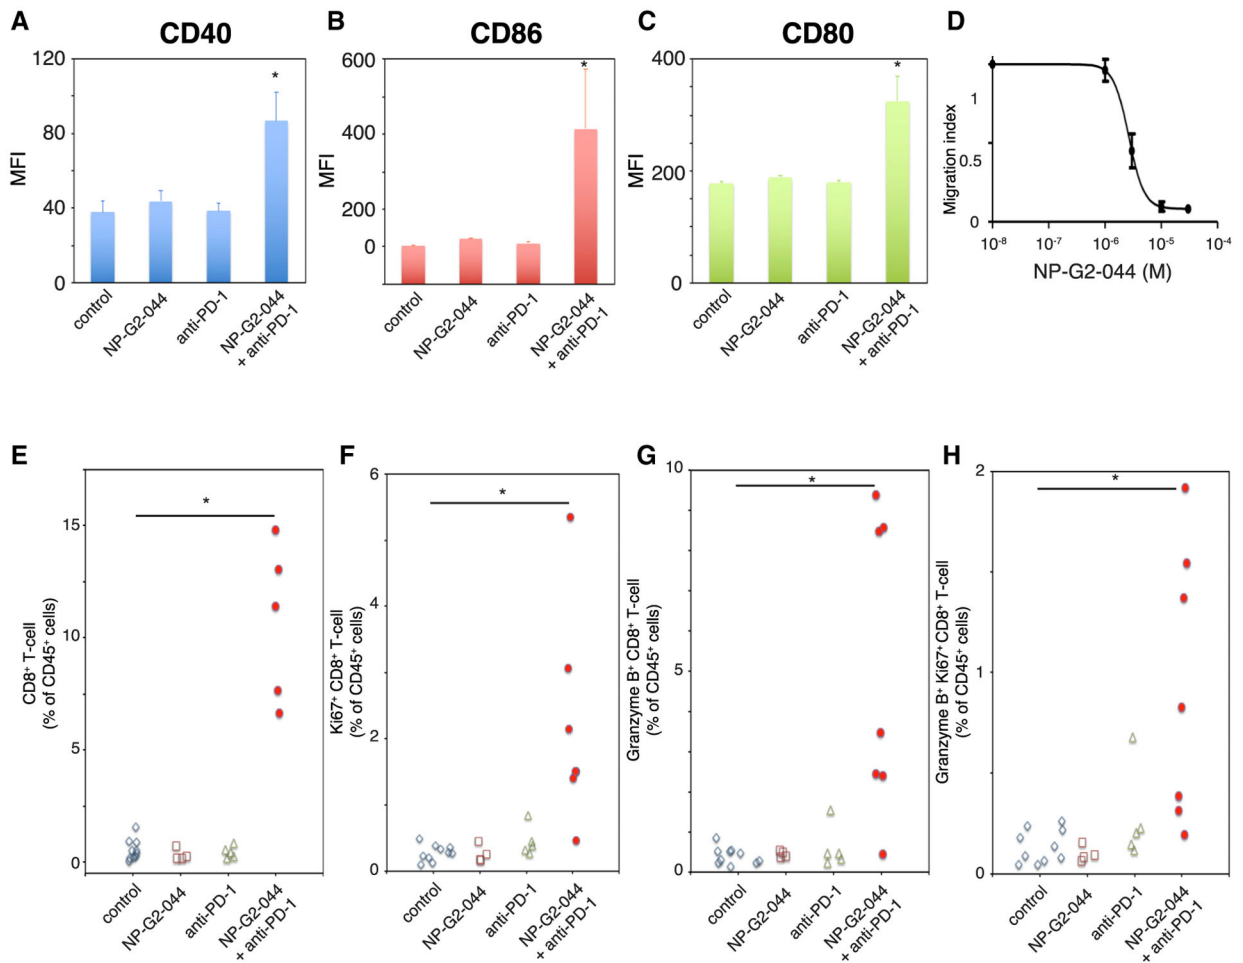 A
CD40
120
80
40
0
MFI
*
control
NP-G2-044
anti-PD-1
NP-G2-044
+ anti-PD-1
B
CD86
600
400
200
0
MFI
*
control
NP-G2-044
anti-PD-1
NP-G2-044
+ anti-PD-1
C
CD80
400
200
0
MFI
*
control
NP-G2-044
anti-PD-1
NP-G2-044
+ anti-PD-1
D
Migration index
1
0.5
0
10⁻⁸ 10⁻⁷ 10⁻⁶ 10⁻⁵ 10⁻⁴
NP-G2-044 (M)
E
CD8⁺ T-cell
(% of CD45⁺ cells)
15
10
5
0
*
control
NP-G2-044
anti-PD-1
NP-G2-044
+ anti-PD-1
F
Ki67⁺ CD8⁺ T-cell
(% of CD45⁺ cells)
6
4
2
0
*
control
NP-G2-044
anti-PD-1
NP-G2-044
+ anti-PD-1
G
Granzyme B⁺ CD8⁺ T-cell
(% of CD45⁺ cells)
10
5
0
*
control
NP-G2-044
anti-PD-1
NP-G2-044
+ anti-PD-1
H
Granzyme B⁺ Ki67⁺ CD8⁺ T-cell
(% of CD45⁺ cells)
2
1
0
*
control
NP-G2-044
anti-PD-1
NP-G2-044
+ anti-PD-1